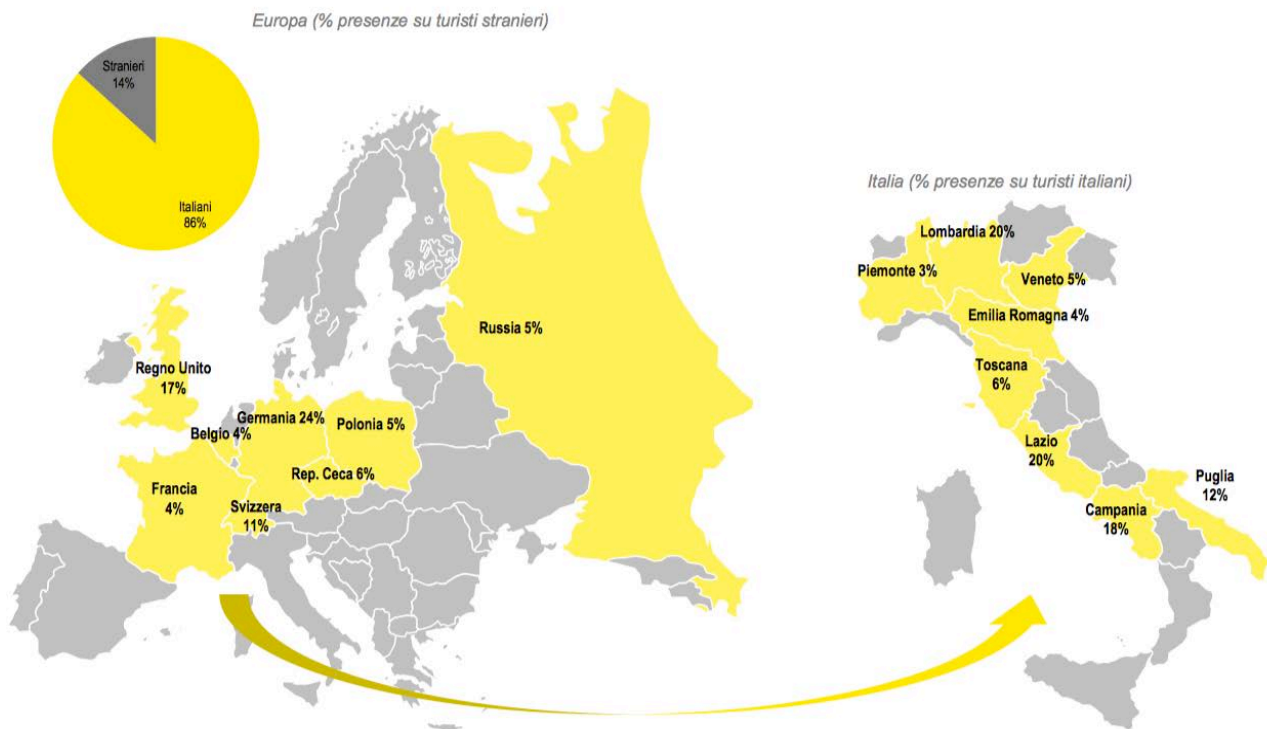 Europa (% presenze su turisti stranieri)
Stranieri
14%
Italiani
86%
Italia (% presenze su turisti italiani)
Lombardia 20%
Piemonte 3%
Veneto 5%
Emilia Romagna 4%
Toscana
6%
Lazio
20%
Puglia
12%
Campania
18%
Russia 5%
Regno Unito
17%
Germania 24%
Polonia 5%
Belgio 4%
Rep. Ceca 6%
Francia
4%
Svizzera
11%